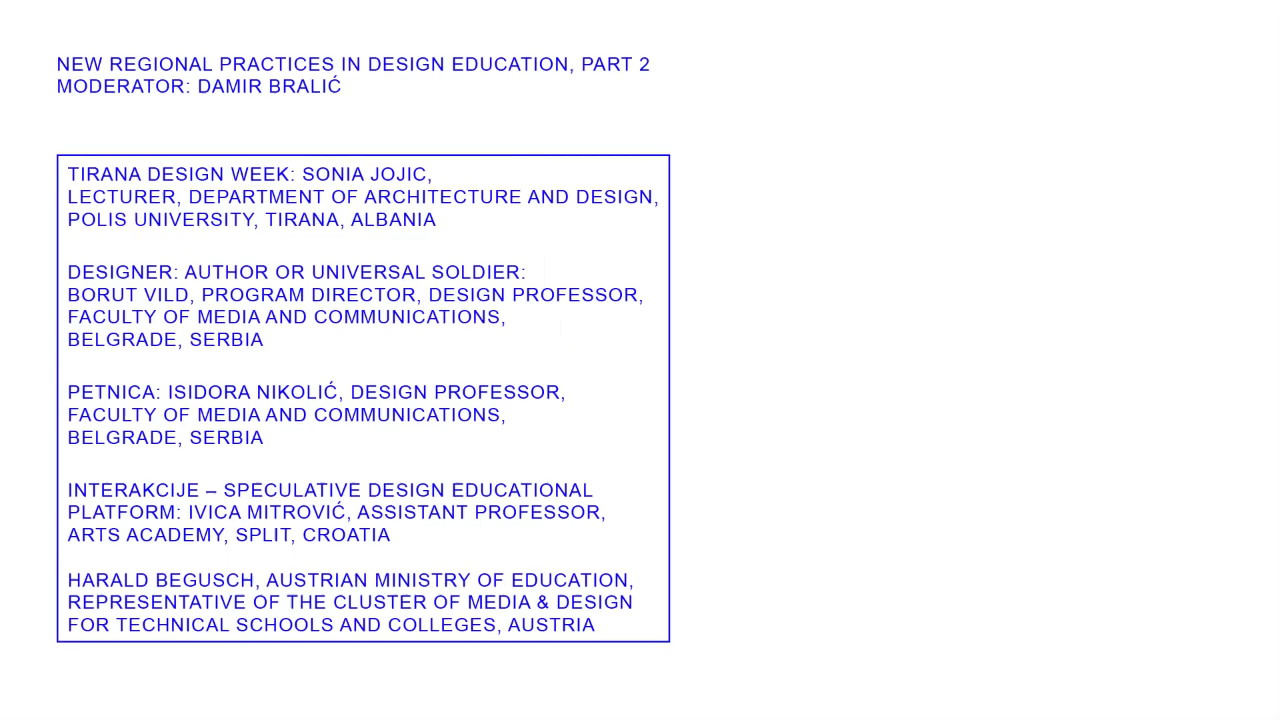 NEW REGIONAL PRACTICES IN DESIGN EDUCATION, PART 2
MODERATOR: DAMIR BRALIĆ
TIRANA DESIGN WEEK: SONIA JOJIC,
LECTURER, DEPARTMENT OF ARCHITECTURE AND DESIGN,
POLIS UNIVERSITY, TIRANA, ALBANIA
DESIGNER: AUTHOR OR UNIVERSAL SOLDIER:
BORUT VILD, PROGRAM DIRECTOR, DESIGN PROFESSOR,
FACULTY OF MEDIA AND COMMUNICATIONS,
BELGRADE, SERBIA
PETNICA: ISIDORA NIKOLIĆ, DESIGN PROFESSOR,
FACULTY OF MEDIA AND COMMUNICATIONS,
BELGRADE, SERBIA
INTERAKCIJE – SPECULATIVE DESIGN EDUCATIONAL
PLATFORM: IVICA MITROVIĆ, ASSISTANT PROFESSOR,
ARTS ACADEMY, SPLIT, CROATIA
HARALD BEGUSCH, AUSTRIAN MINISTRY OF EDUCATION,
REPRESENTATIVE OF THE CLUSTER OF MEDIA & DESIGN
FOR TECHNICAL SCHOOLS AND COLLEGES, AUSTRIA